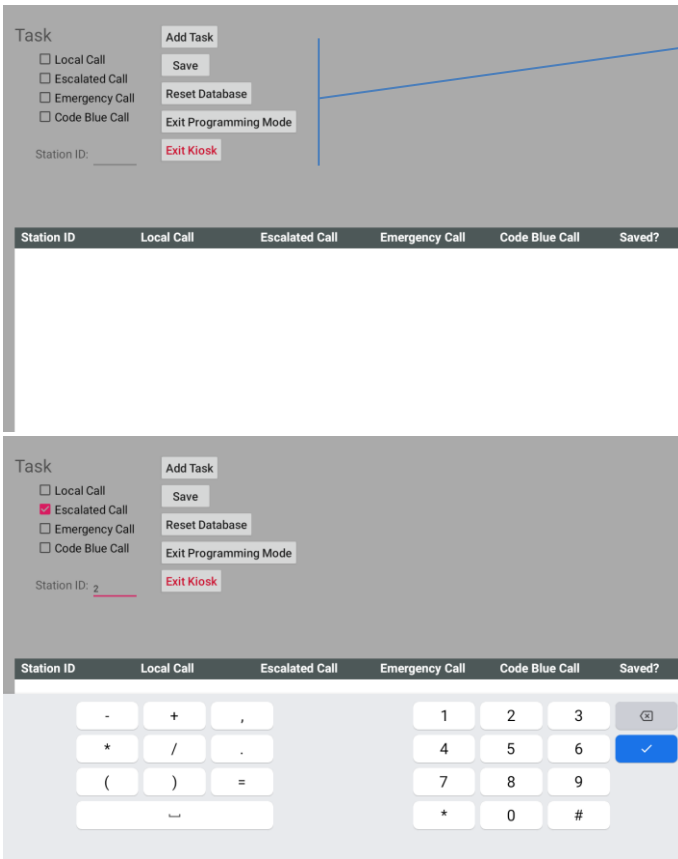 Task
Local Call
Escalated Call
Emergency Call
Code Blue Call
Station ID:
Add Task
Save
Reset Database
Exit Programming Mode
Exit Kiosk
Station ID Local Call Escalated Call Emergency Call Code Blue Call Saved?
Task
Local Call
Escalated Call
Emergency Call
Code Blue Call
Station ID: 2
Add Task
Save
Reset Database
Exit Programming Mode
Exit Kiosk
Station ID Local Call Escalated Call Emergency Call Code Blue Call Saved?
- + , 1 2 3
* / . 4 5 6
( ) = 7 8 9
* 0 #